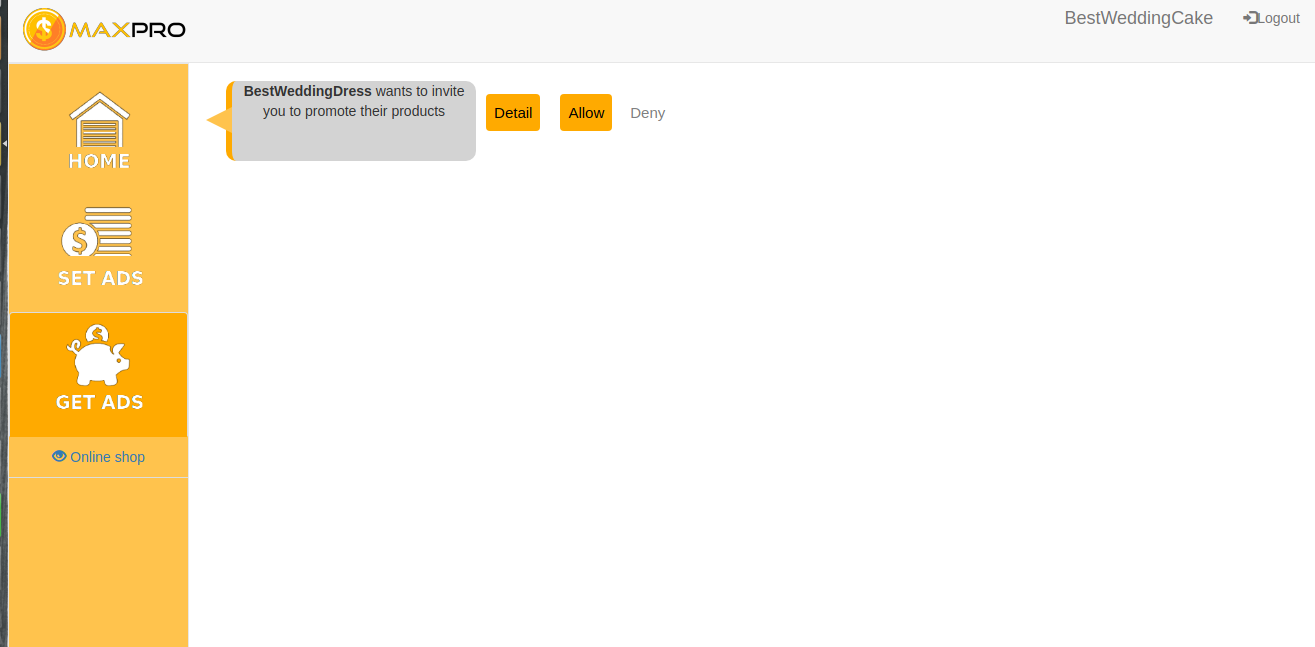 MAXPRO
BestWeddingCake
Logout
HOME
SET ADS
GET ADS
Online shop
BestWeddingDress wants to invite
you to promote their products
Detail
Allow
Deny